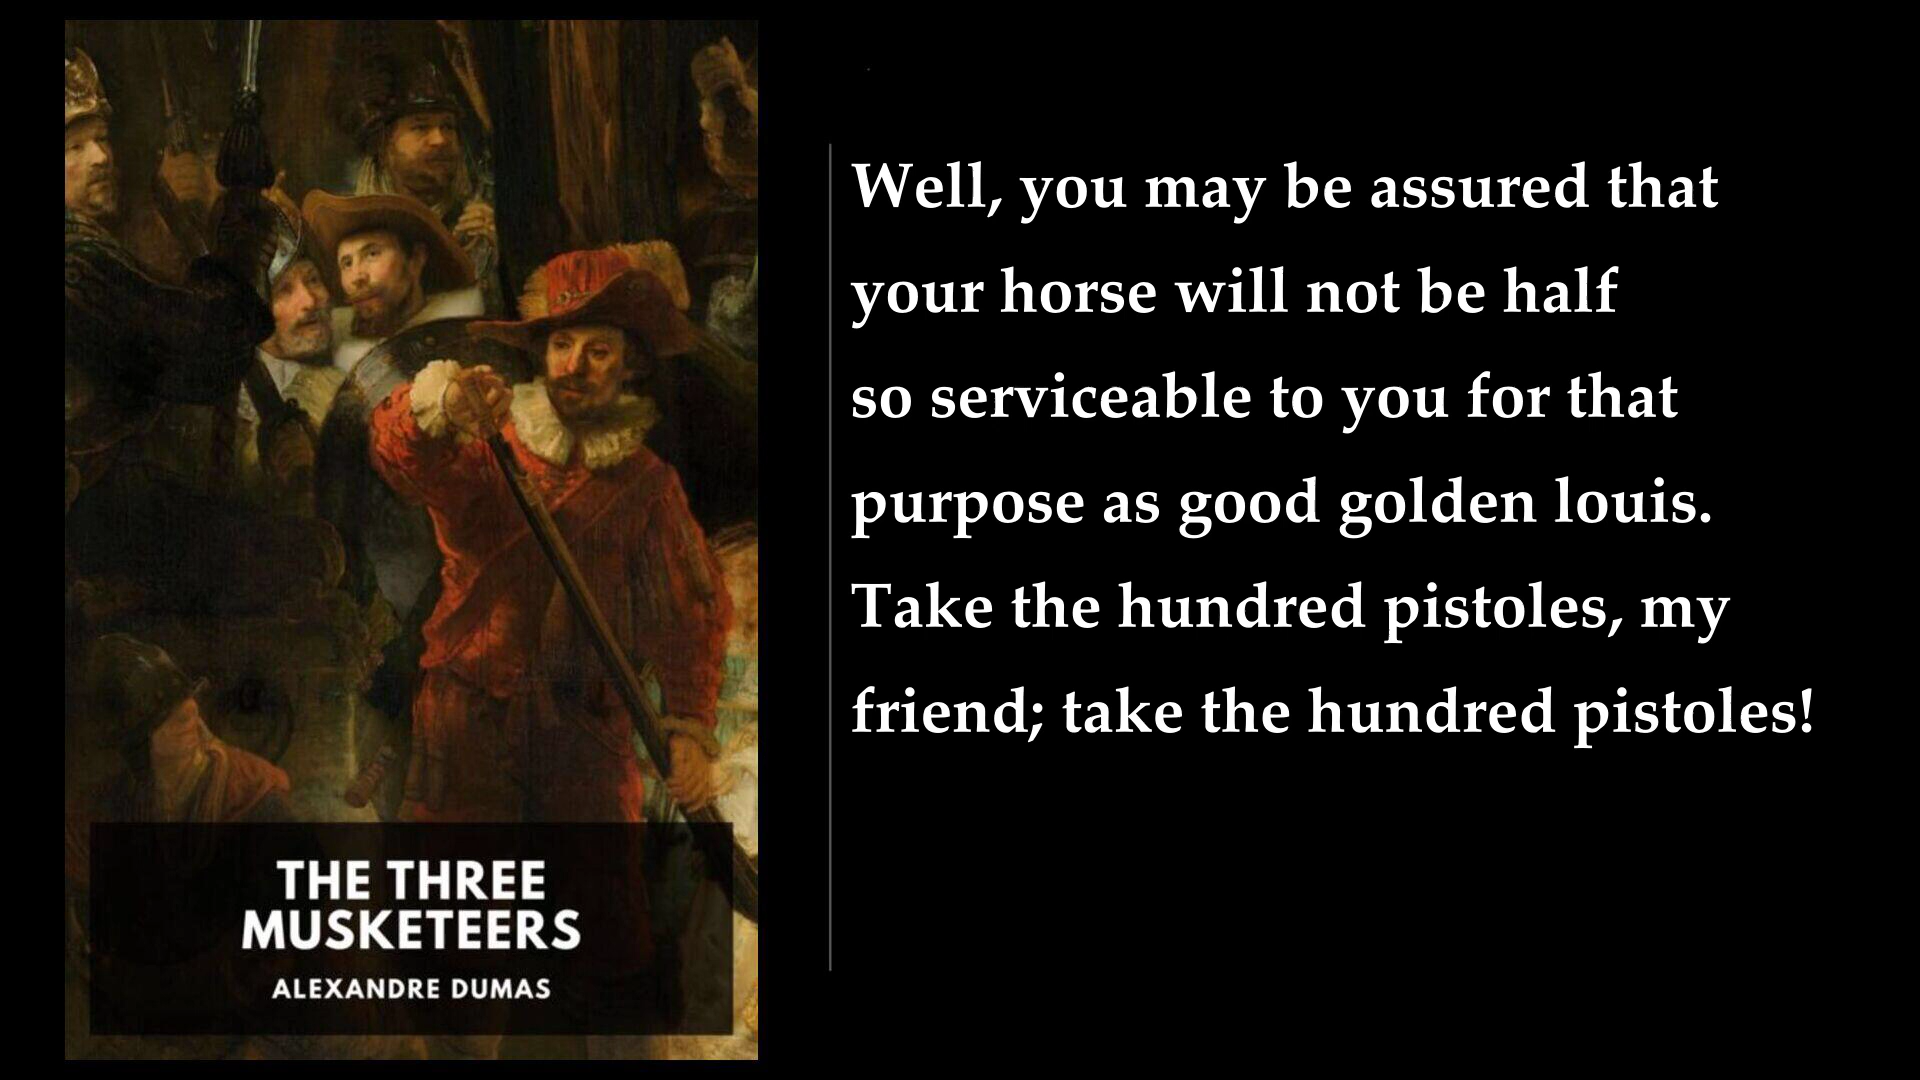 THE THREE
MUSKETEERS
ALEXANDRE DUMAS
Well, you may be assured that
your horse will not be half
so serviceable to you for that
purpose as good golden louis.
Take the hundred pistoles, my
friend; take the hundred pistoles!